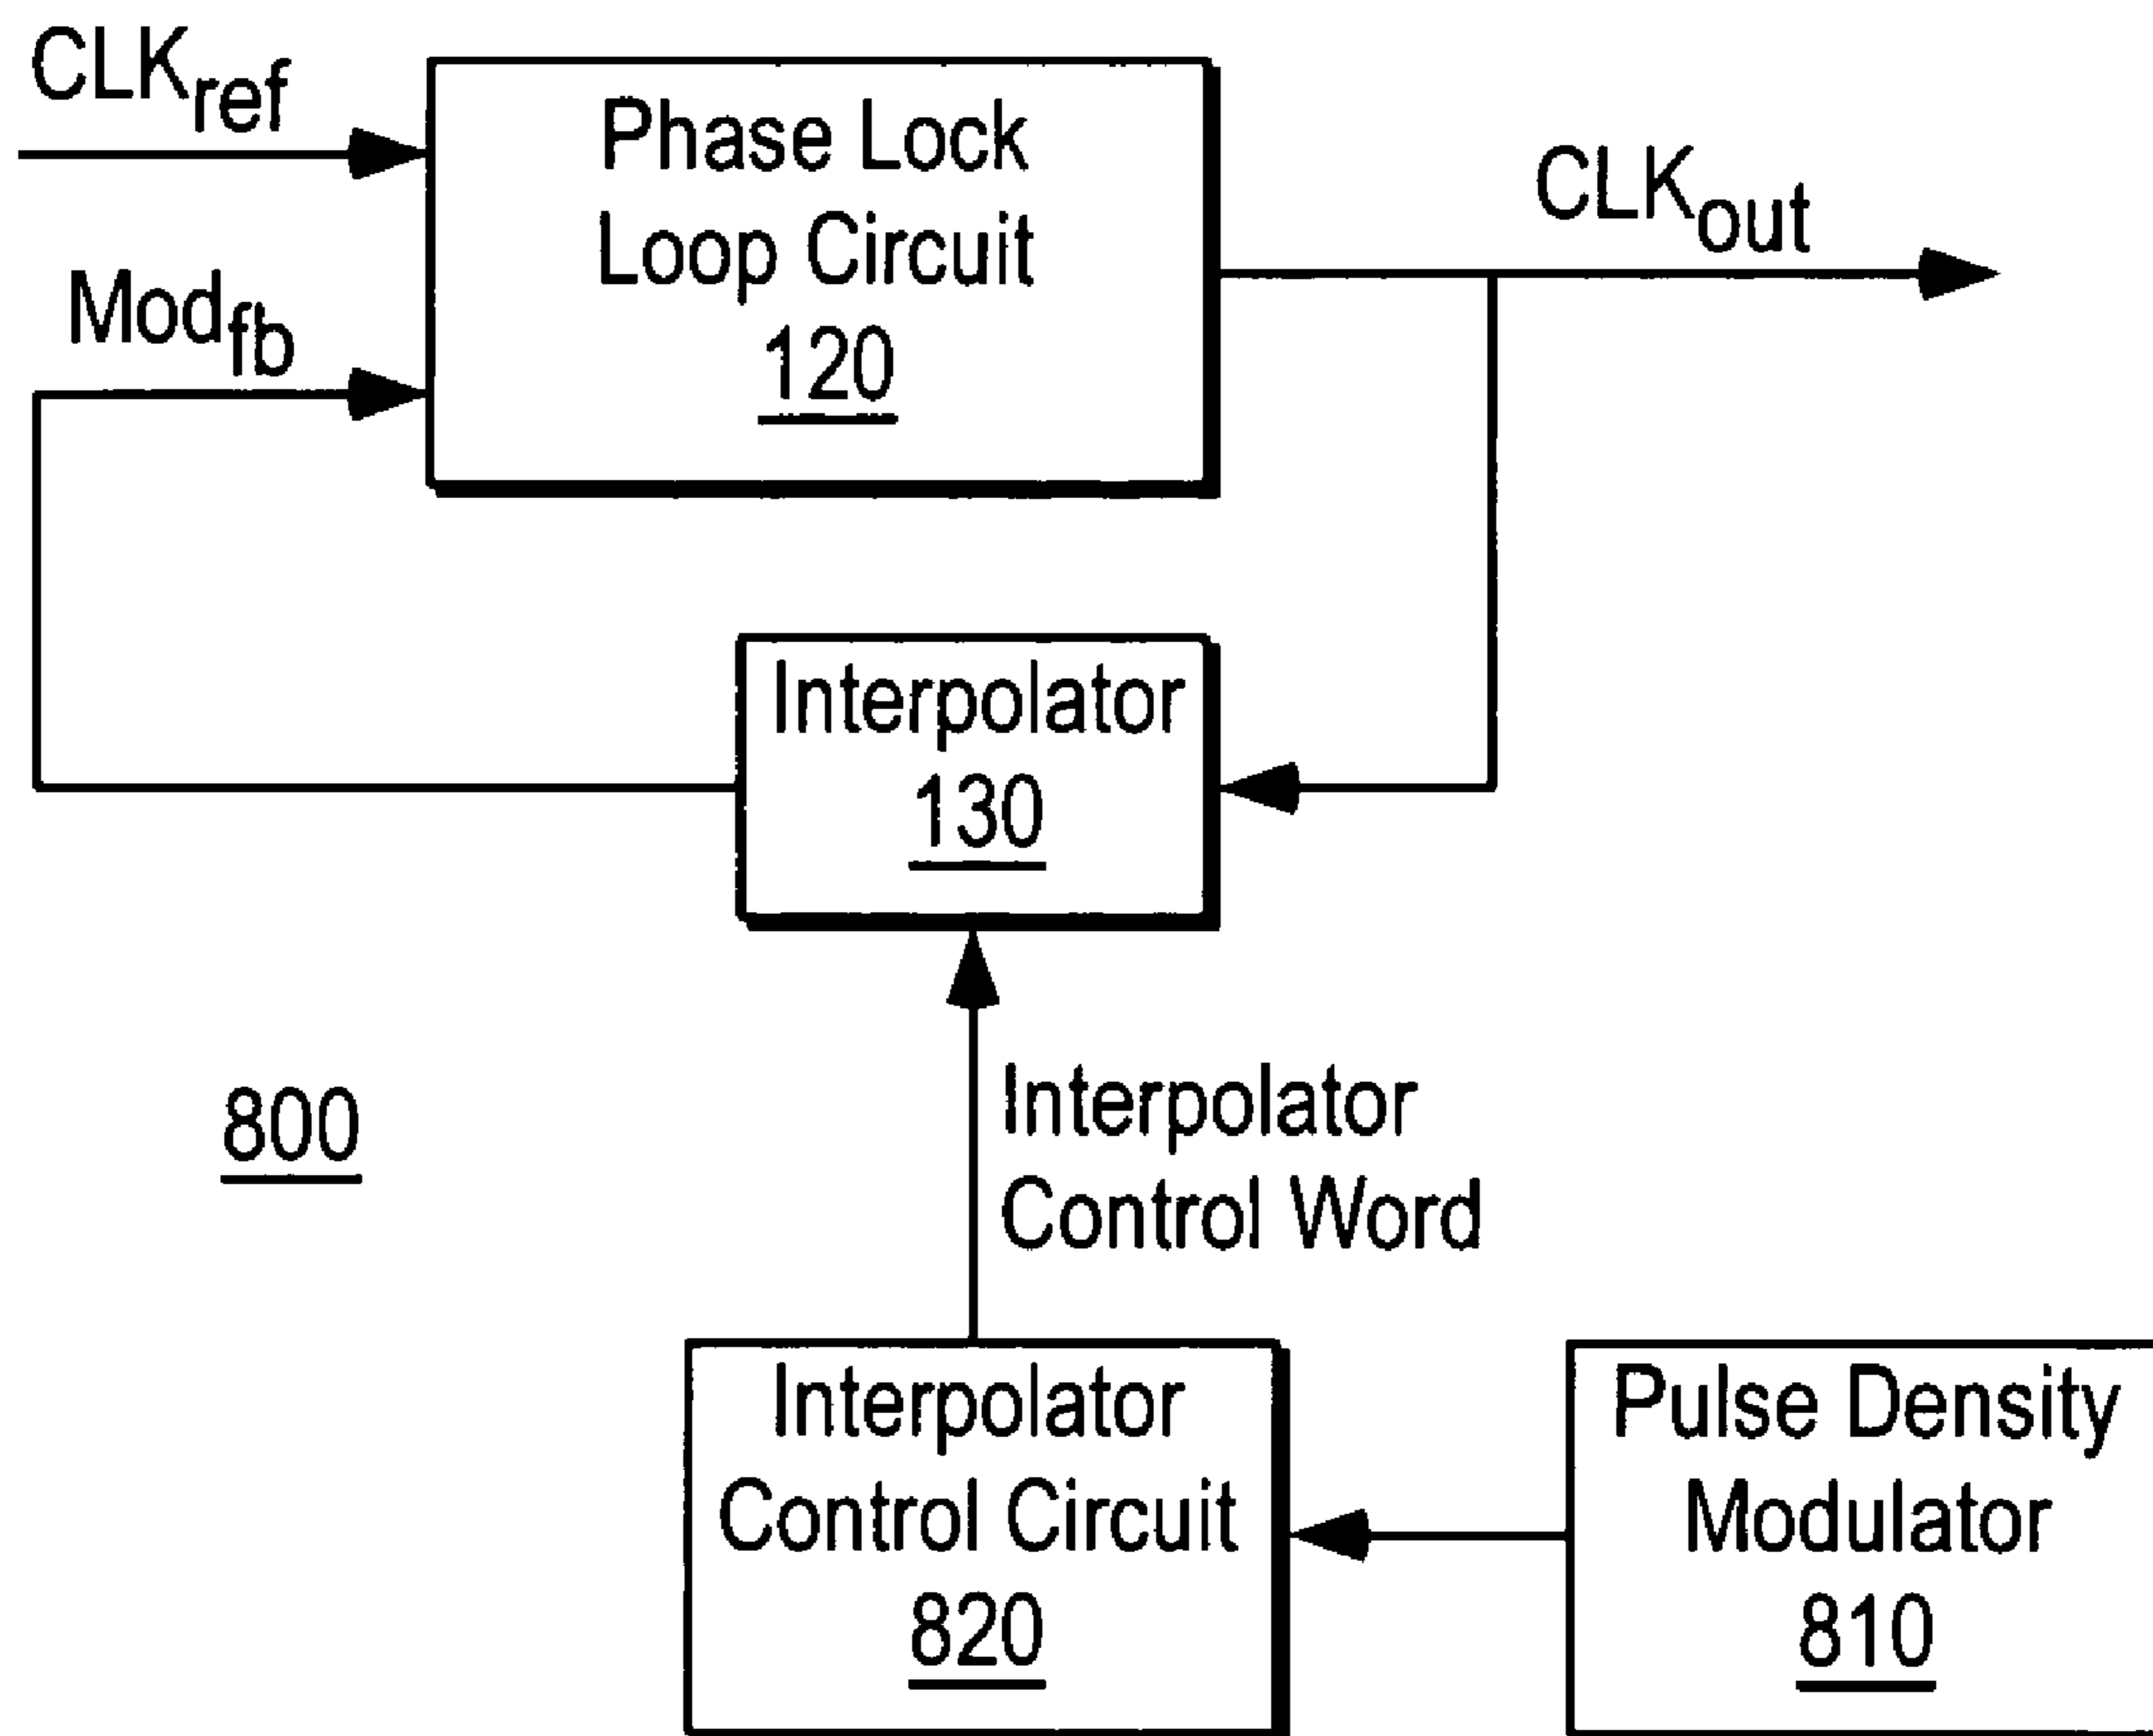 CLKref
Phase Lock
Loop Circuit
120
CLKout
Modfb
Interpolator
130
800
Interpolator
Control Word
Interpolator
Control Circuit
820
Pulse Density
Modulator
810